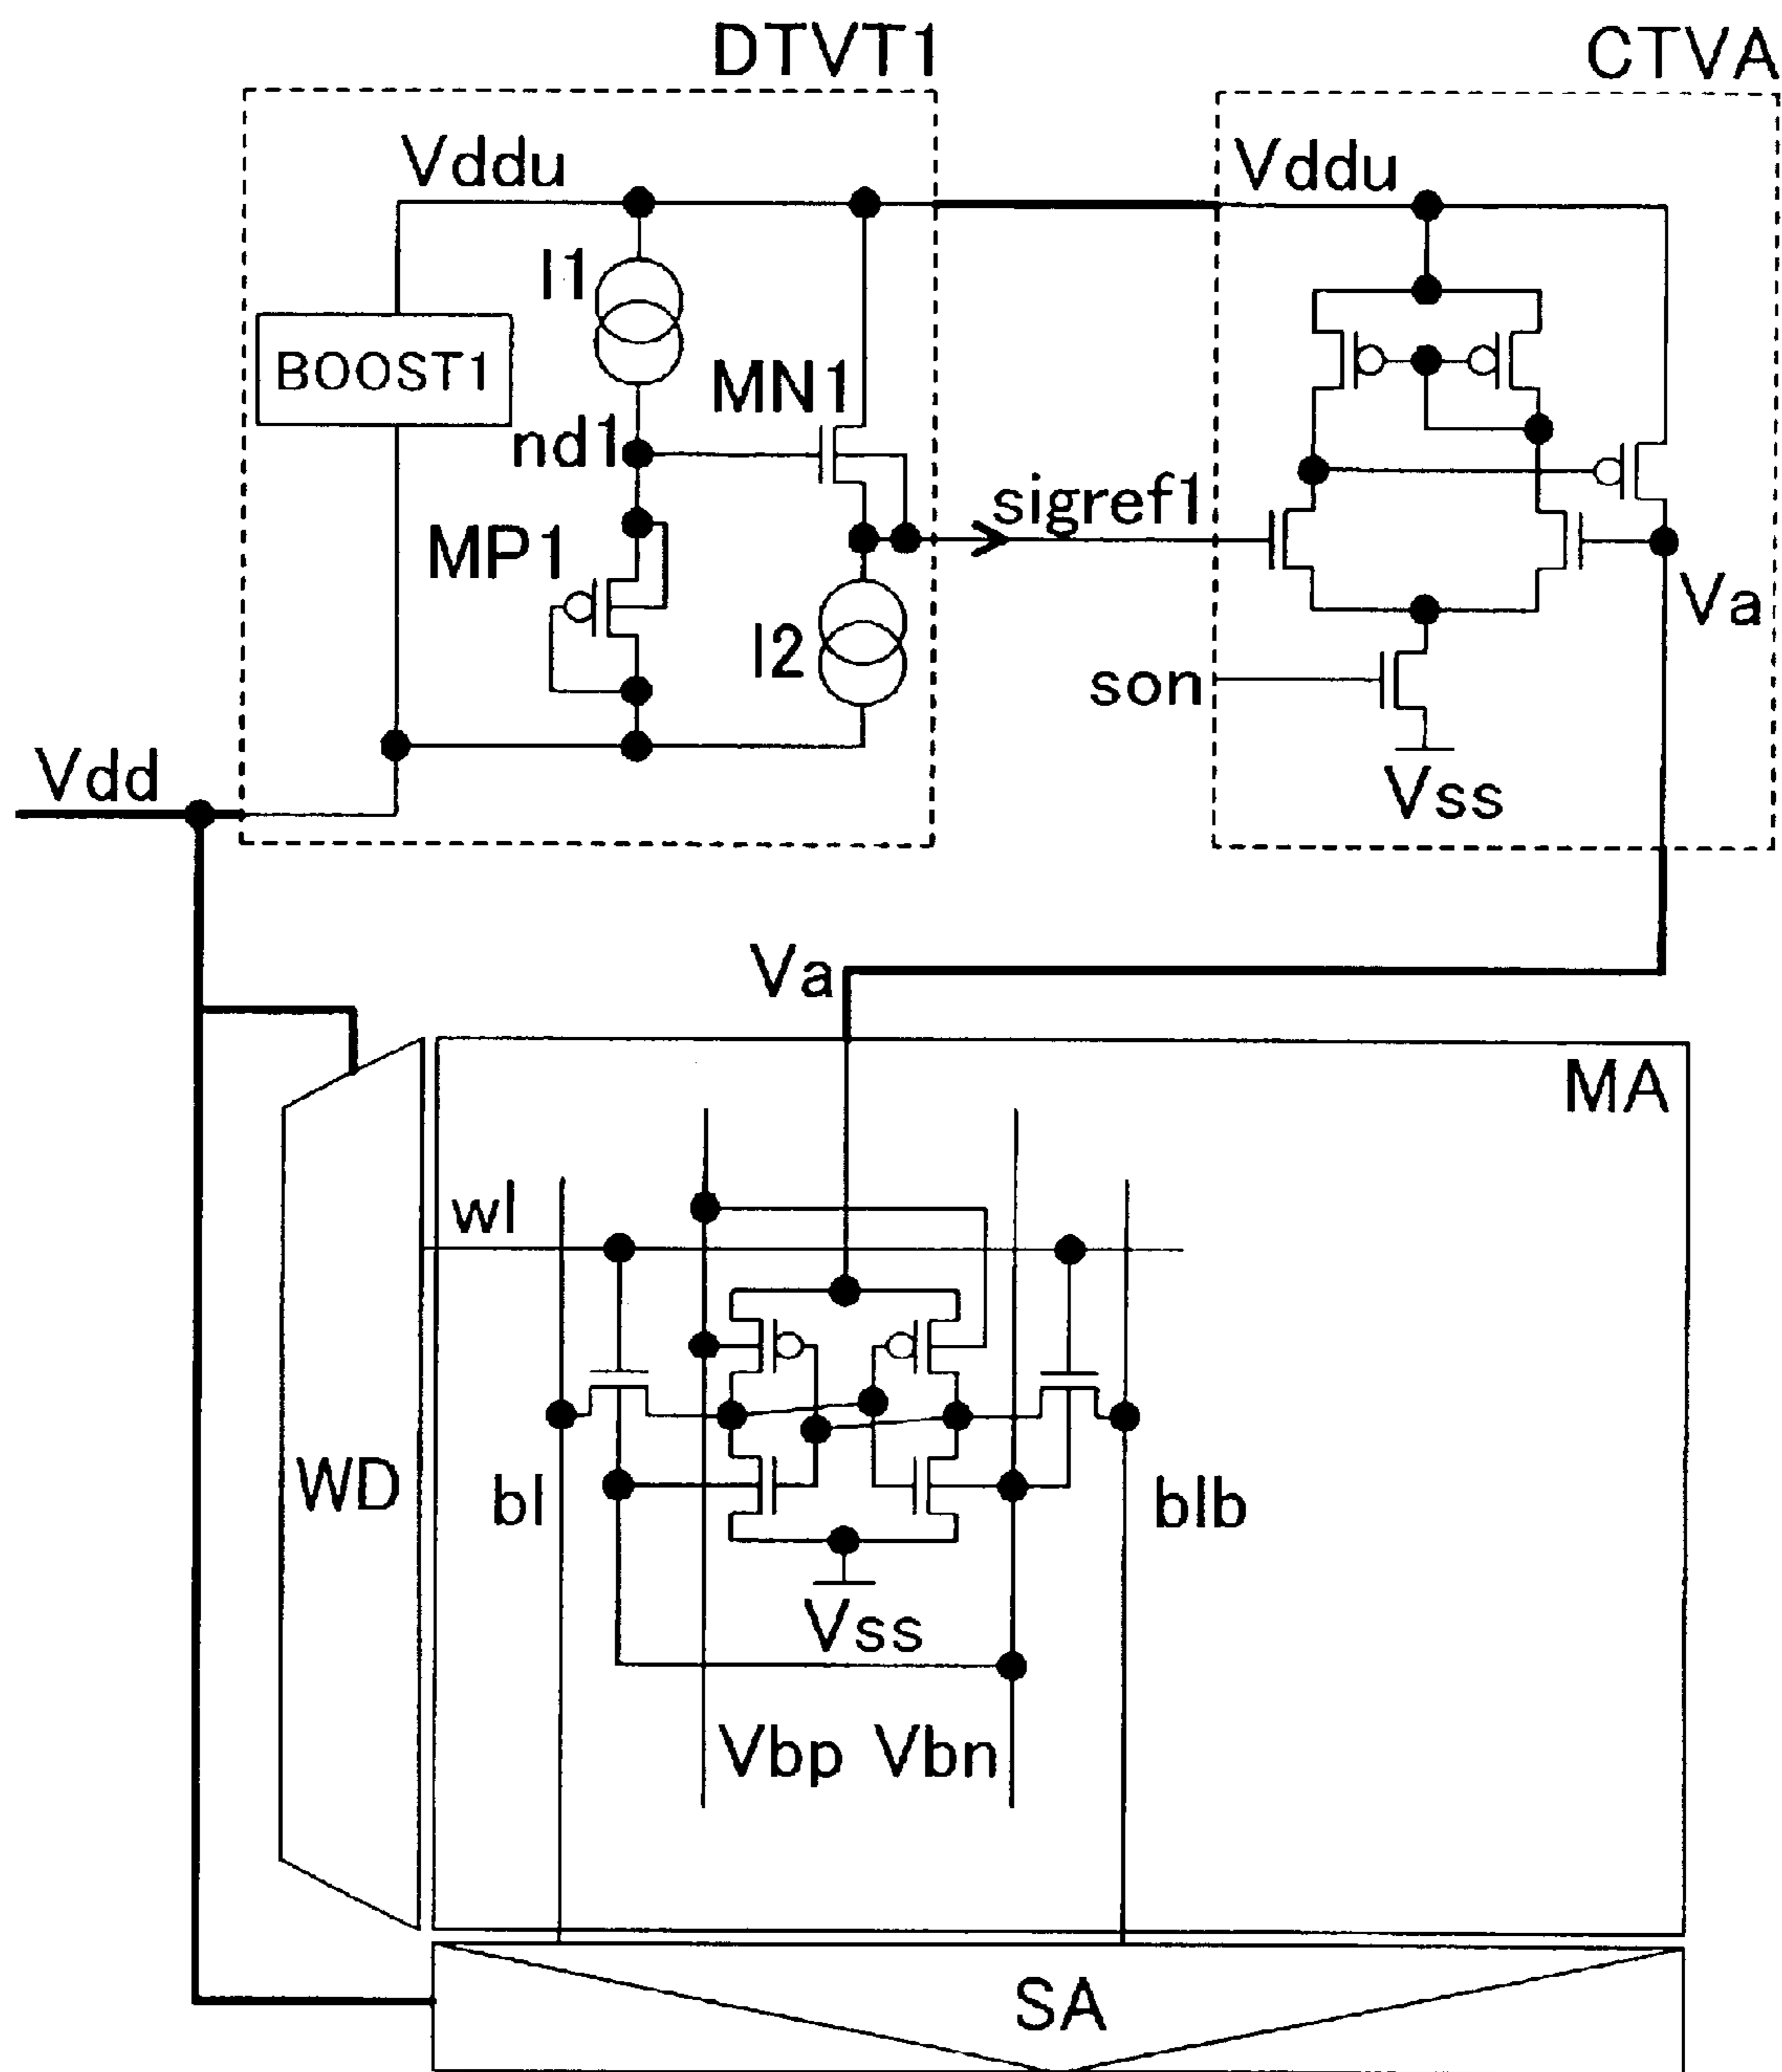 DTVT1
CTVA
Vddu
Vddu
I1
BOOST1
MN1
nd1
sigref1
MP1
Va
I2
son
Vdd
Vss
Va
MA
wl
WD
bl
blb
Vss
Vbp Vbn
SA